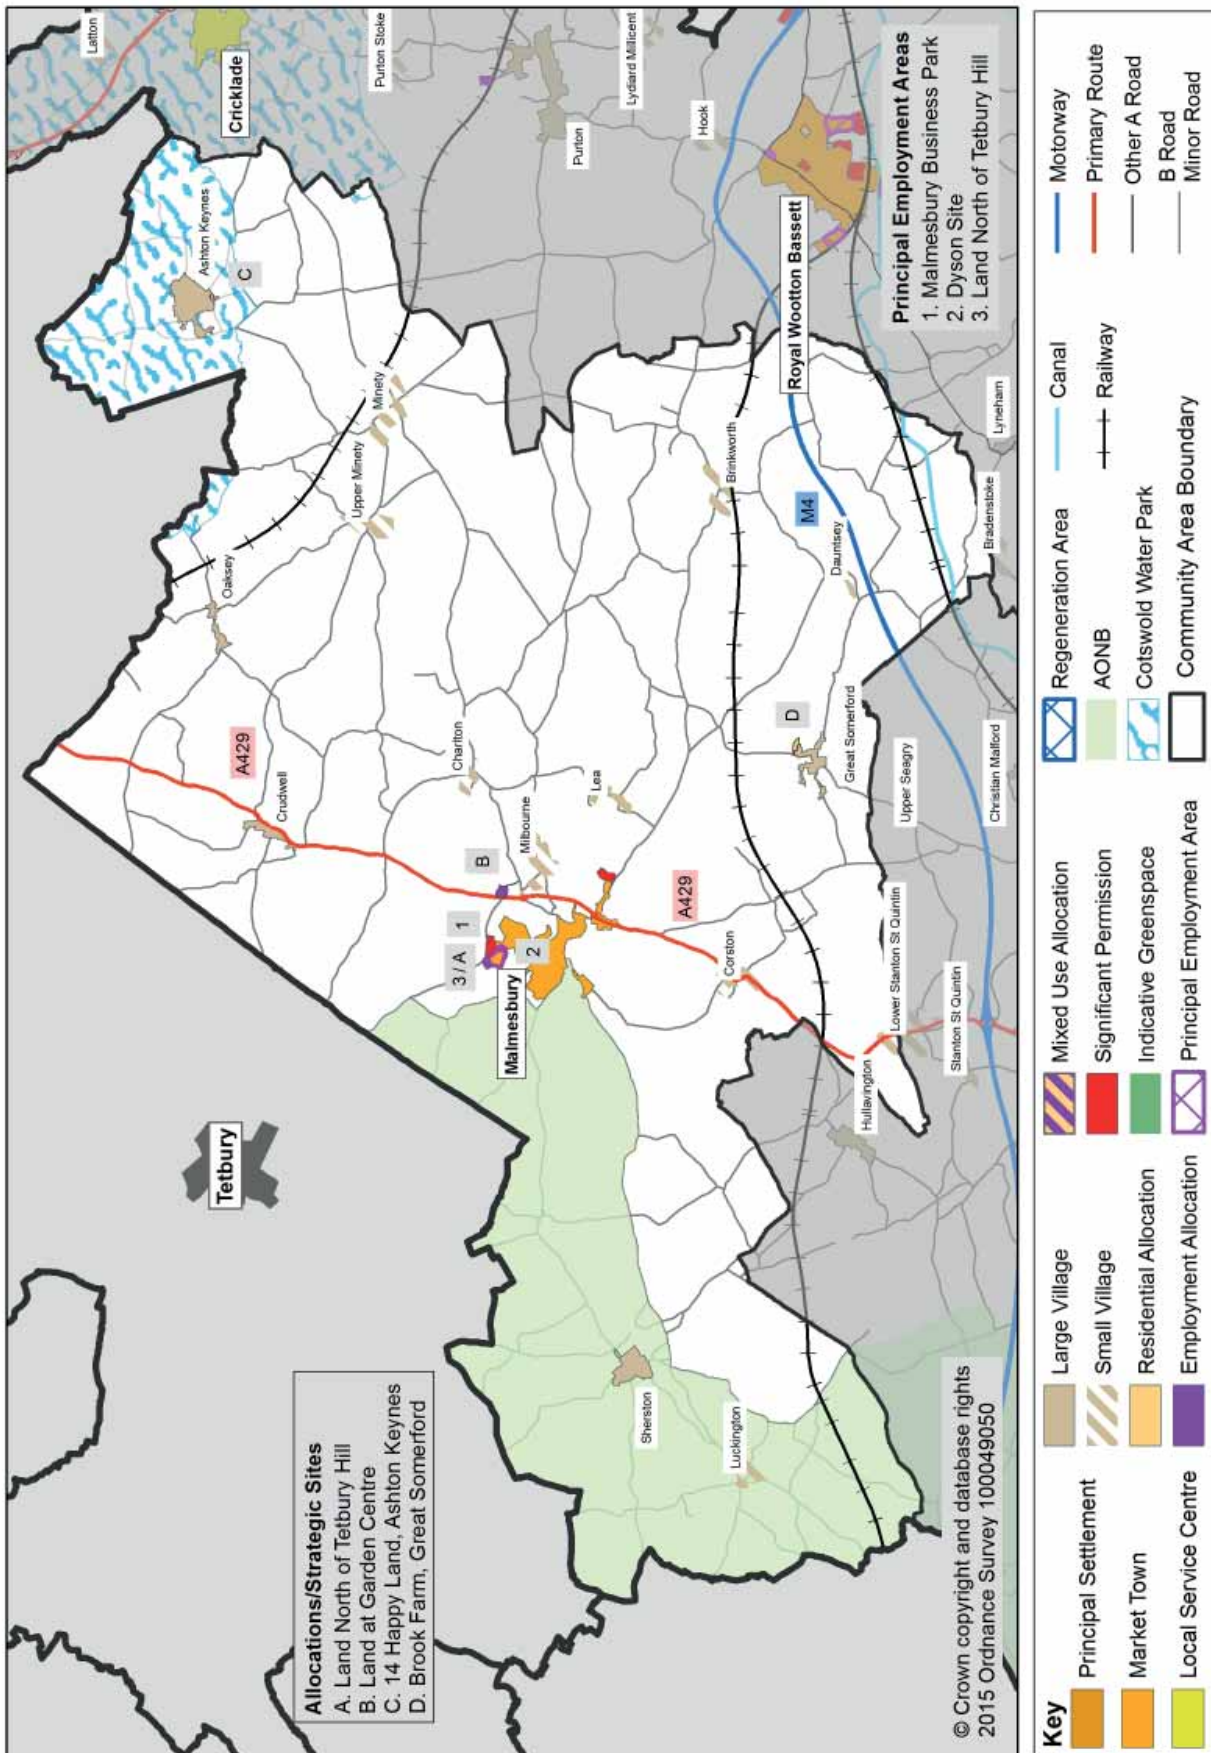 Latton
Cricklade
Purton Stoke
Lydiard Millicent
Purton
Hook
Ashton Keynes
C
Minety
Upper Minety
Oaksey
Royal Wootton Bassett
Principal Employment Areas
1. Malmesbury Business Park
2. Dyson Site
3. Land North of Tetbury Hill
Brinkworth
M4
Dauntsey
Lyneham
Bradenstoke
A429
Crudwell
Charlton
Milbourne
Lea
B
1
3 / A
2
Malmesbury
A429
D
Great Somerford
Upper Seagry
Christian Malford
Corston
Lower Stanton St Quintin
Stanton St Quintin
Hullavington
Tetbury
Sherston
Luckington
Allocations/Strategic Sites
A. Land North of Tetbury Hill
B. Land at Garden Centre
C. 14 Happy Land, Ashton Keynes
D. Brook Farm, Great Somerford
© Crown copyright and database rights
2015 Ordnance Survey 100049050
Key
Principal Settlement
Market Town
Local Service Centre
Large Village
Small Village
Residential Allocation
Employment Allocation
Mixed Use Allocation
Significant Permission
Indicative Greenspace
Principal Employment Area
Regeneration Area
AONB
Cotswold Water Park
Community Area Boundary
Canal
Railway
Motorway
Primary Route
Other A Road
B Road
Minor Road